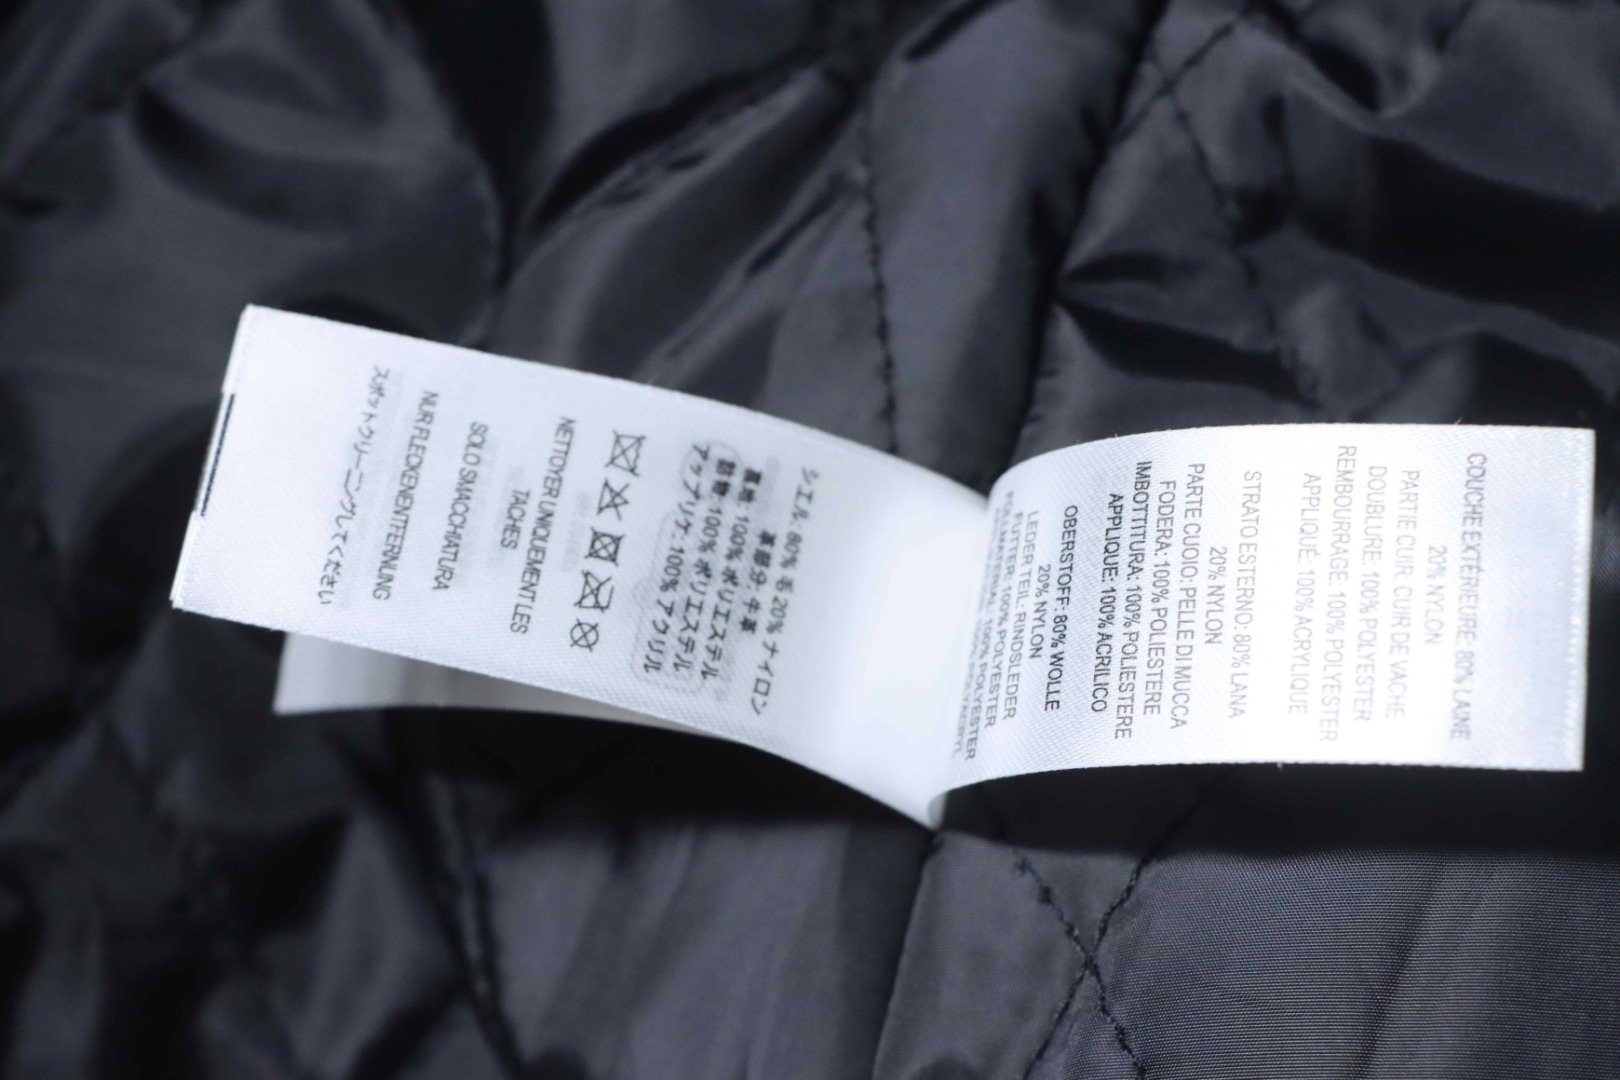 COUCHE EXTÉRIEURE: 80% LAINE
20% NYLON
PARTIE CUIR: CUIR DE VACHE
DOUBLURE: 100% POLYESTER
REMBOURRAGE: 100% POLYESTER
APPLIQUÉ: 100% ACRYLIQUE
STRATO ESTERNO: 80% LANA
20% NYLON
PARTE CUOIO: PELLE DI MUCCA
FODERA: 100% POLIESTERE
IMBOTTITURA: 100% POLIESTERE
APPLIQUE: 100% ACRILICO
OBERSTOFF: 80% WOLLE
20% NYLON
LEDER TEIL: RINDSLEDER
FUTTER: 100% POLYESTER
100% POLYESTER
シェル: 80% 毛 20% ナイロン
革部分: 牛革
裏地: 100% ポリエステル
詰物: 100% ポリエステル
アップリケ: 100% アクリル
NETTOYER UNIQUEMENT LES
TACHES
SOLO SMACCHIATURA
NUR FLECKENENTFERNUNG
スポットクリーニングしてください